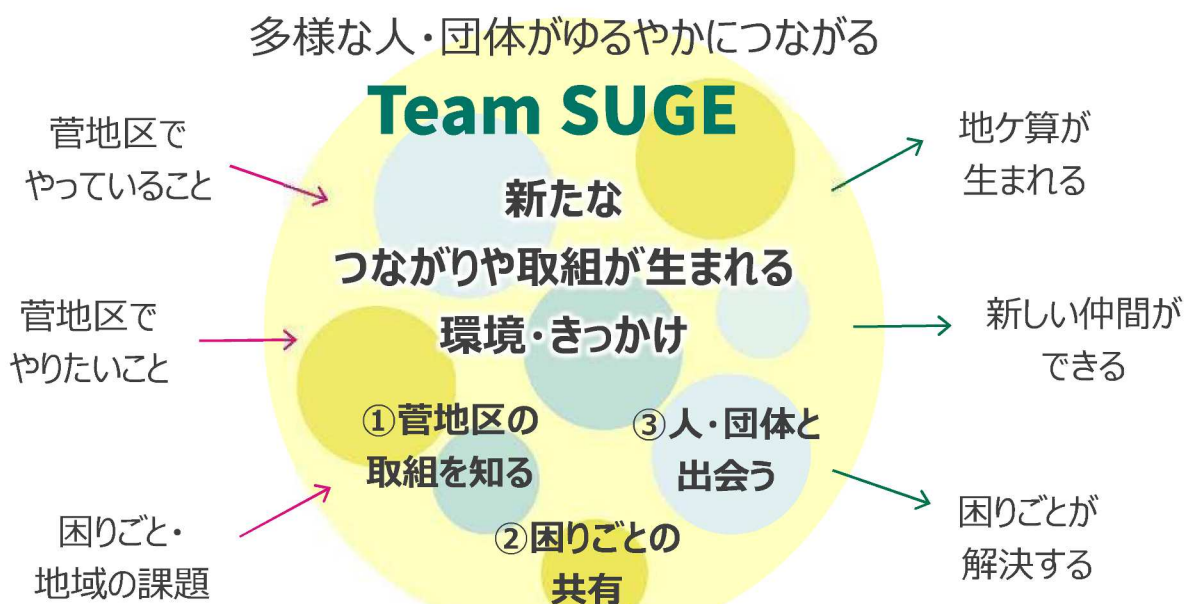 多様な人・団体がゆるやかにつながる
Team SUGE
菅地区で
やっていること
菅地区で
やりたいこと
困りごと・
地域の課題
新たな
つながりや取組が生まれる
環境・きっかけ
①菅地区の
取組を知る
②困りごとの
共有
③人・団体と
出会う
地ケ算が
生まれる
新しい仲間が
できる
困りごとが
解決する